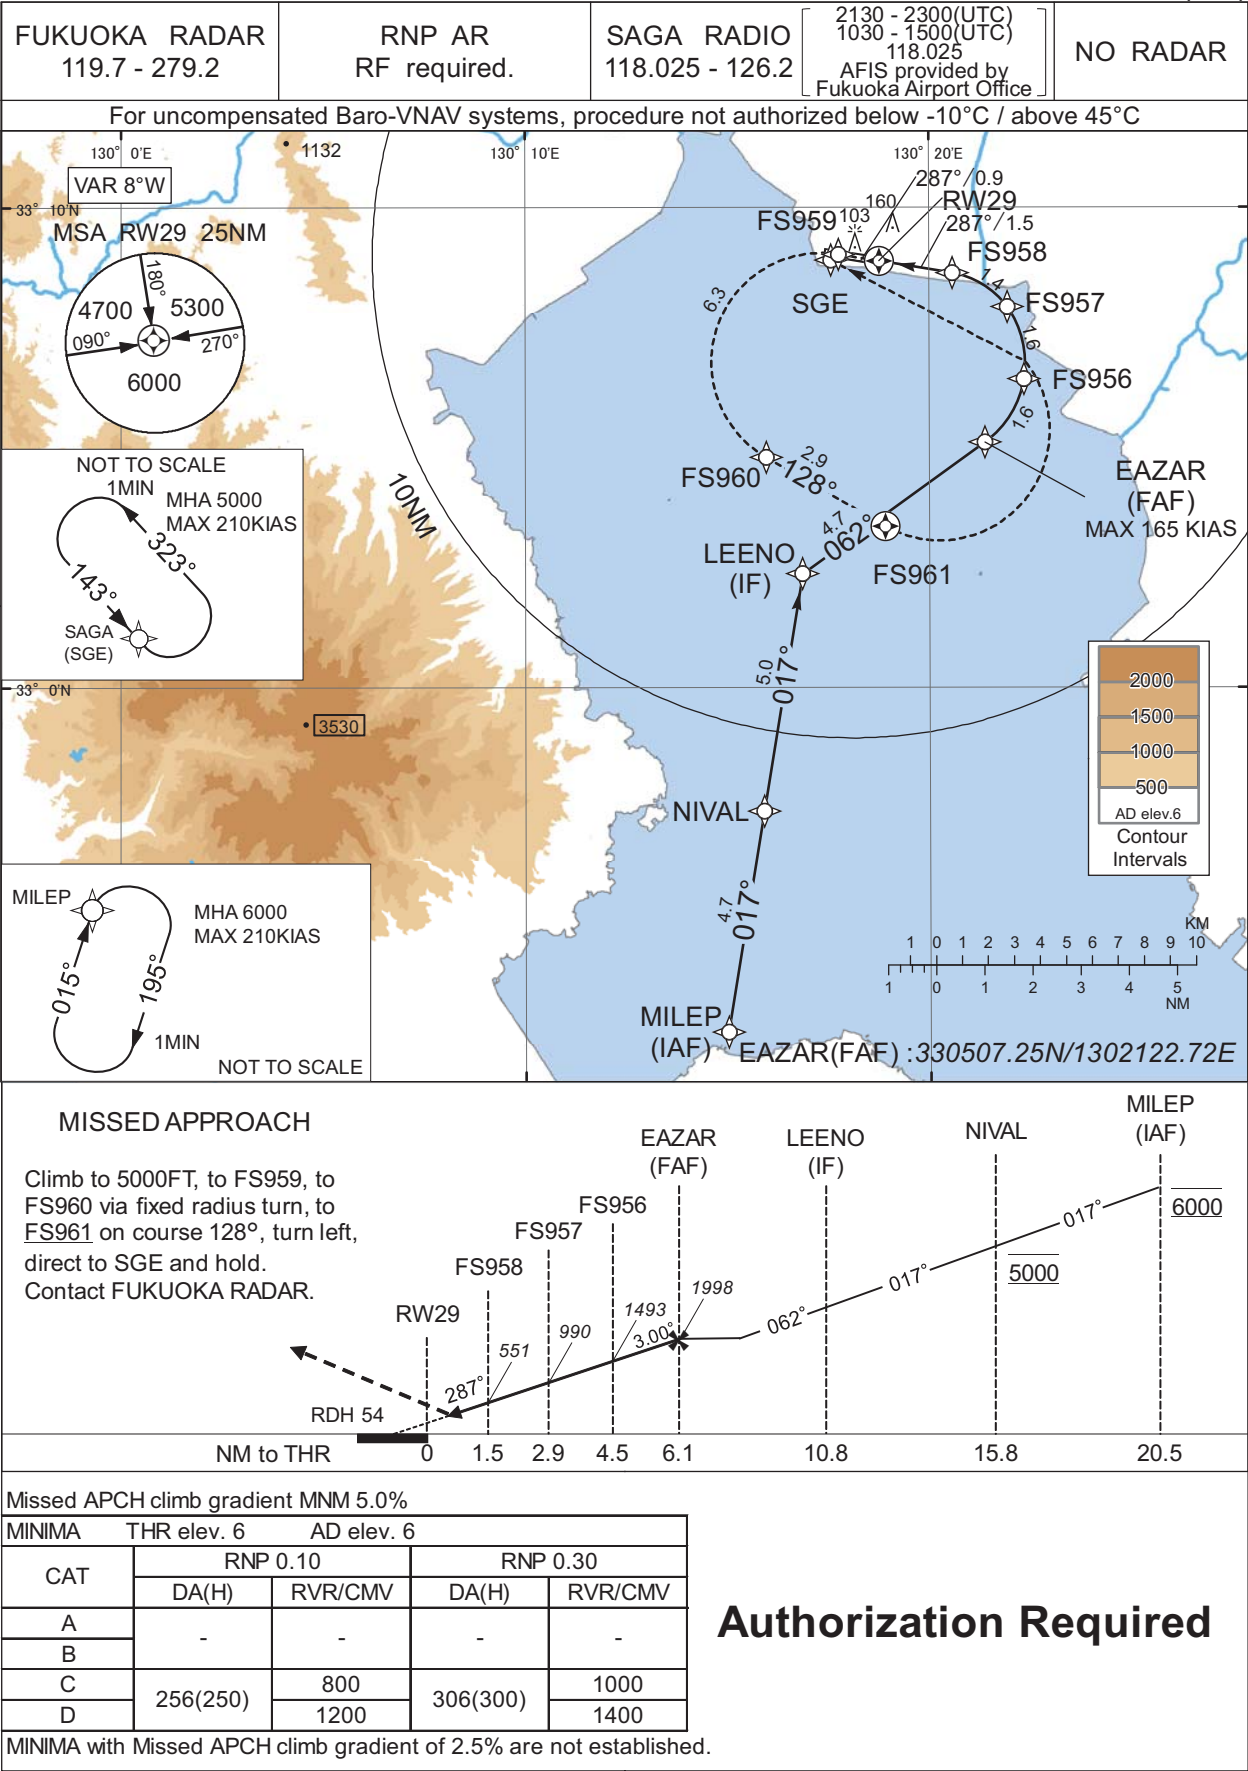 FUKUOKA RADAR
119.7 - 279.2
RNP AR
RF required.
SAGA RADIO
118.025 - 126.2
2130 - 2300(UTC)
1030 - 1500(UTC)
118.025
AFIS provided by
Fukuoka Airport Office
NO RADAR
For uncompensated Baro-VNAV systems, procedure not authorized below -10°C / above 45°C
130° 0'E
130° 10'E
130° 20'E
1132
VAR 8°W
33° 10'N
MSA RW29 25NM
180°
4700
5300
090°
270°
6000
287° / 0.9
160
RW29
FS959
103
287° / 1.5
FS958
1.4
6.3
SGE
FS957
1.6
FS956
1.6
NOT TO SCALE
1MIN
MHA 5000
MAX 210KIAS
323°
143°
SAGA
(SGE)
10NM
FS960
2.9
128°
EAZAR
(FAF)
MAX 165 KIAS
4.7
062°
LEENO
(IF)
FS961
33° 0'N
5.0
017°
3530
2000
1500
1000
500
AD elev.6
Contour
Intervals
NIVAL
MILEP
MHA 6000
MAX 210KIAS
015°
195°
1MIN
NOT TO SCALE
4.7
017°
KM
1 0 1 2 3 4 5 6 7 8 9 10
1 0 1 2 3 4 5
NM
MILEP
(IAF)
EAZAR(FAF) :330507.25N/1302122.72E
MISSED APPROACH
Climb to 5000FT, to FS959, to
FS960 via fixed radius turn, to
FS961 on course 128°, turn left,
direct to SGE and hold.
Contact FUKUOKA RADAR.
MILEP
(IAF)
NIVAL
LEENO
(IF)
EAZAR
(FAF)
FS956
FS957
FS958
RW29
6000
017°
5000
017°
062°
1998
1493
3.00°
990
551
287°
RDH 54
NM to THR 0 1.5 2.9 4.5 6.1 10.8 15.8 20.5
Missed APCH climb gradient MNM 5.0%
MINIMA THR elev. 6 AD elev. 6
CAT RNP 0.10 RNP 0.30
DA(H) RVR/CMV DA(H) RVR/CMV
A
B
- - - -
C 256(250) 800 306(300) 1000
D 1200 1400
MINIMA with Missed APCH climb gradient of 2.5% are not established.
Authorization Required